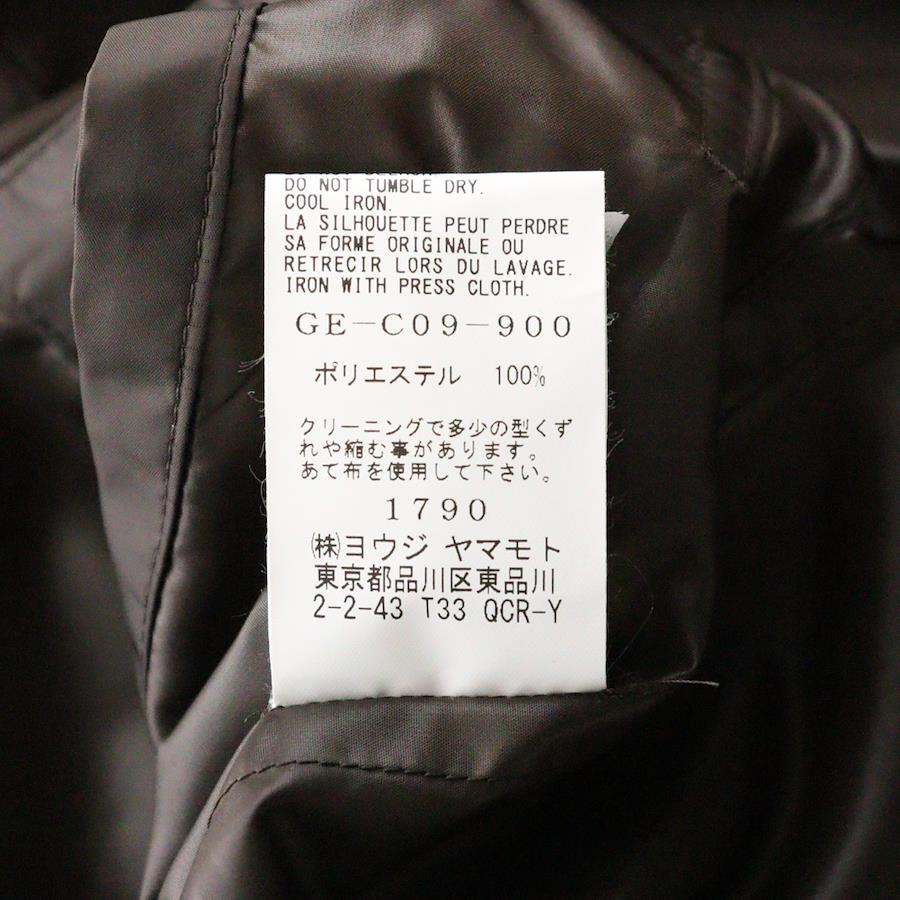 DO NOT TUMBLE DRY.
COOL IRON.
LA SILHOUETTE PEUT PERDRE
SA FORME ORIGINALE OU
RETRECIR LORS DU LAVAGE.
IRON WITH PRESS CLOTH.
GE-C09-900
ポリエステル 100%
クリーニングで多少の型くず
れや縮む事があります。
あて布を使用して下さい。
1790
㈱ヨウジ ヤマモト
東京都品川区東品川
2-2-43 T33 QCR-Y